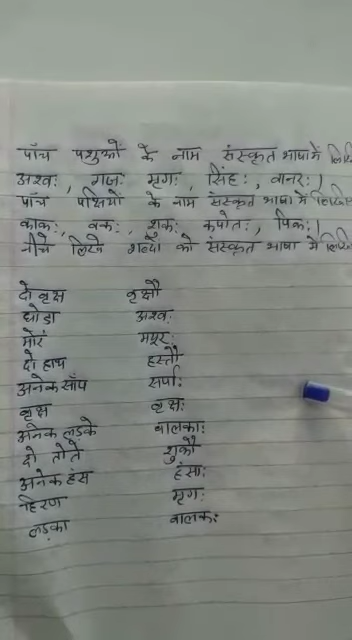 पाँच पशुओं के नाम संस्कृत भाषा में
अश्वः, गजः मृगः, सिंहः, वानरः।
पाँच पक्षियों के नाम संस्कृत भाषा में
काकः, वकः, शुकः कपोतः, पिकः।
नीचे लिखे शब्दों को संस्कृत भाषा में
दो वृक्ष वृक्षौ
घोड़ा अश्वः
मोर मयूरः
दो हाथ हस्तौ
अनेक साँप सर्पाः
वृक्ष वृक्षः
अनेक लड़के वालकाः
दो तोते शुकौ
अनेक हंस हंसाः
हिरण मृगः
लड़का वालकः